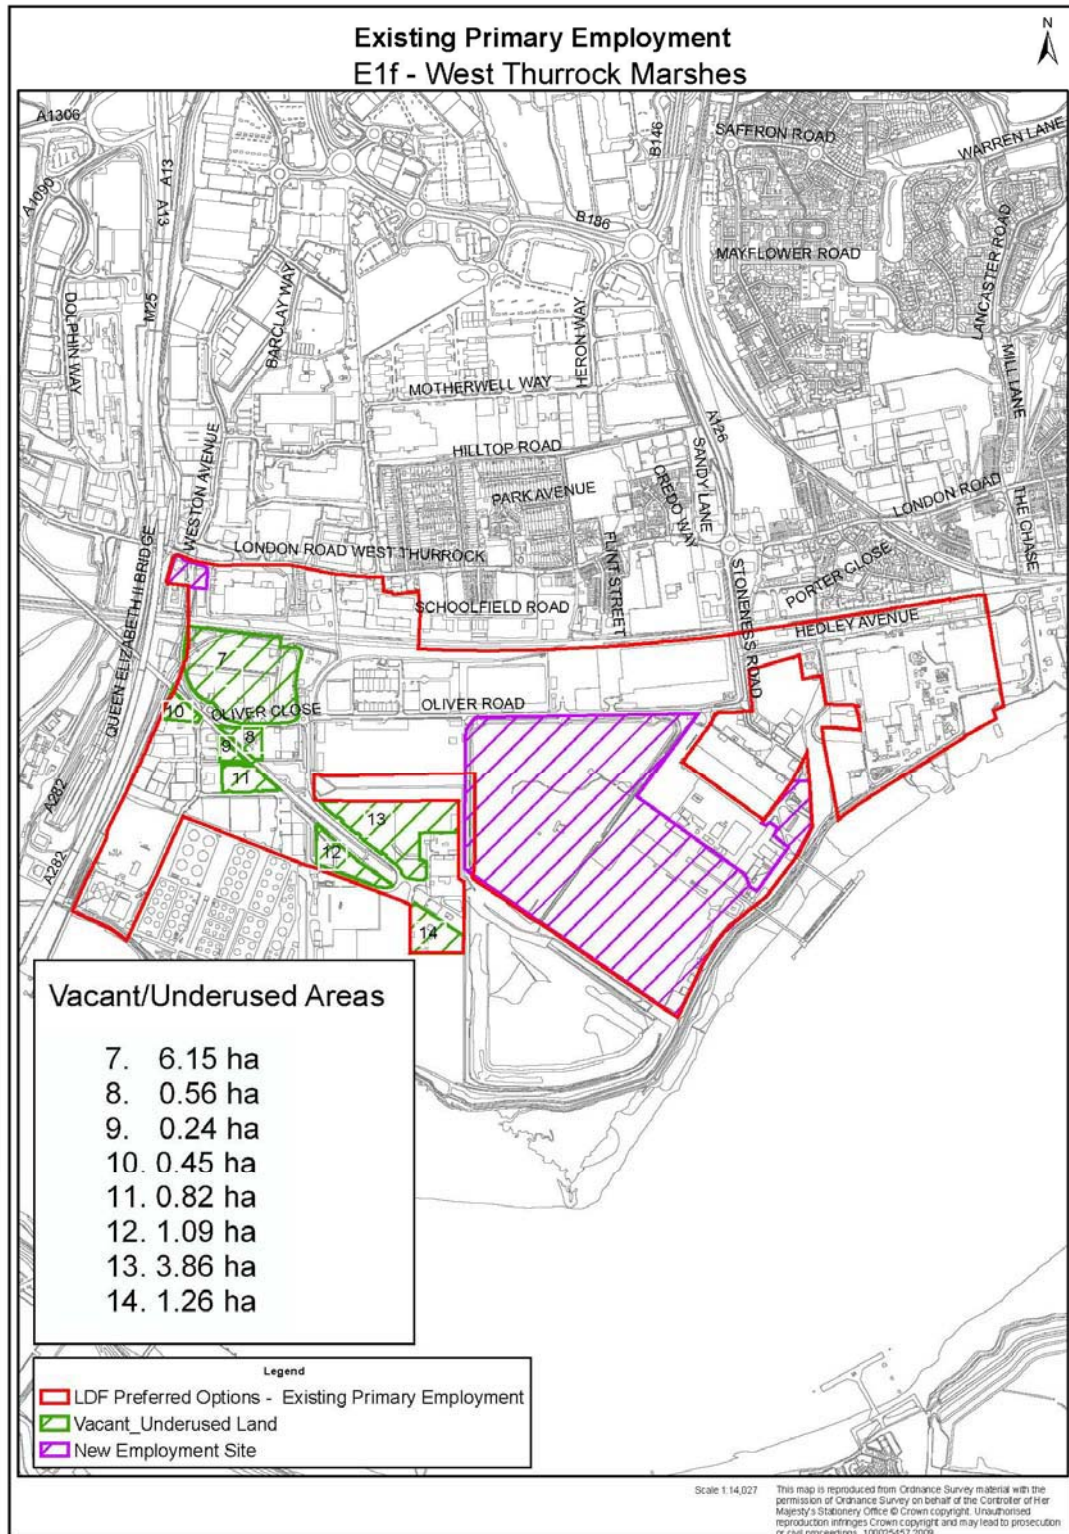 Existing Primary Employment
E1f - West Thurrock Marshes
N
A1306
A13
A13
A1090
B186
B146
SAFFRON ROAD
WARREN LANE
MAYFLOWER ROAD
LANCASTER ROAD
DOLPHIN WAY
M25
BARCLAY WAY
HERON WAY
MOTHERWELL WAY
MILL LANE
A126
SANDY LANE
HILLTOP ROAD
WESTON AVENUE
PARK AVENUE
CREDO WAY
LONDON ROAD
THE CHASE
LONDON ROAD WEST THURROCK
FLINT STREET
STONENESS ROAD
PORTER CLOSE
QUEEN ELIZABETH II BRIDGE
SCHOOLFIELD ROAD
HEDLEY AVENUE
7
10
OLIVER CLOSE
OLIVER ROAD
9
8
11
A282
13
12
A282
14
Vacant/Underused Areas
7. 6.15 ha
8. 0.56 ha
9. 0.24 ha
10. 0.45 ha
11. 0.82 ha
12. 1.09 ha
13. 3.86 ha
14. 1.26 ha
Legend
LDF Preferred Options - Existing Primary Employment
Vacant_Underused Land
New Employment Site
Scale 1:14,027
This map is reproduced from Ordnance Survey material with the
permission of Ordnance Survey on behalf of the Controller of Her
Majesty's Stationery Office © Crown copyright. Unauthorised
reproduction infringes Crown copyright and may lead to prosecution
or civil proceedings. 100025457 2009